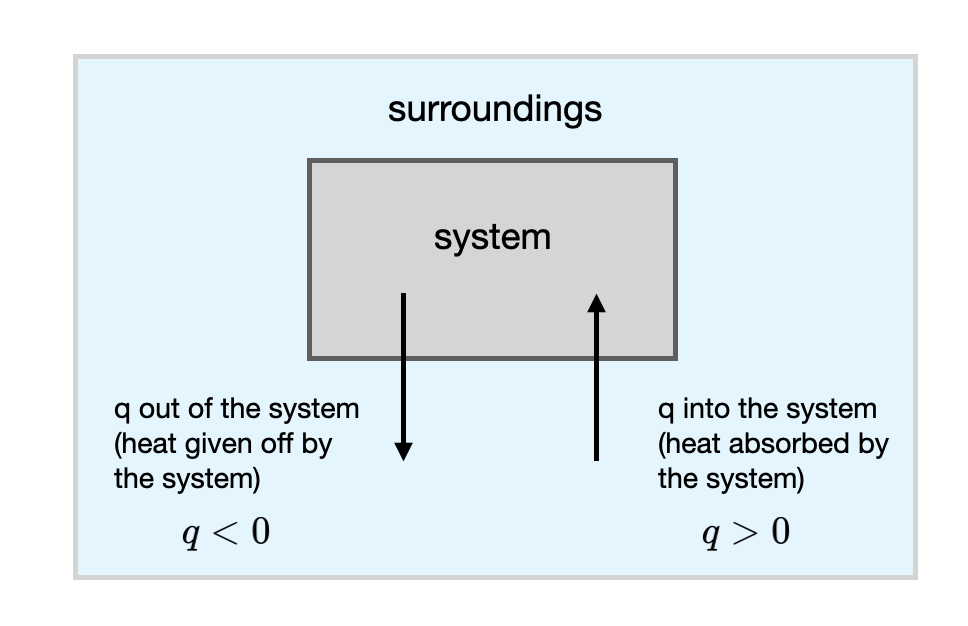 surroundings
system
q out of the system
(heat given off by
the system)
q < 0
q into the system
(heat absorbed by
the system)
q > 0